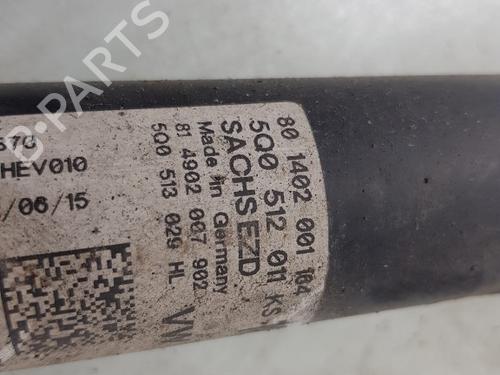 80 1402 001 104
5Q0 512 011 KS
SACHS EZD
Made in Germany
81 4902 007 902
5Q0 513 029 HL
VW
HEV010
/06/15